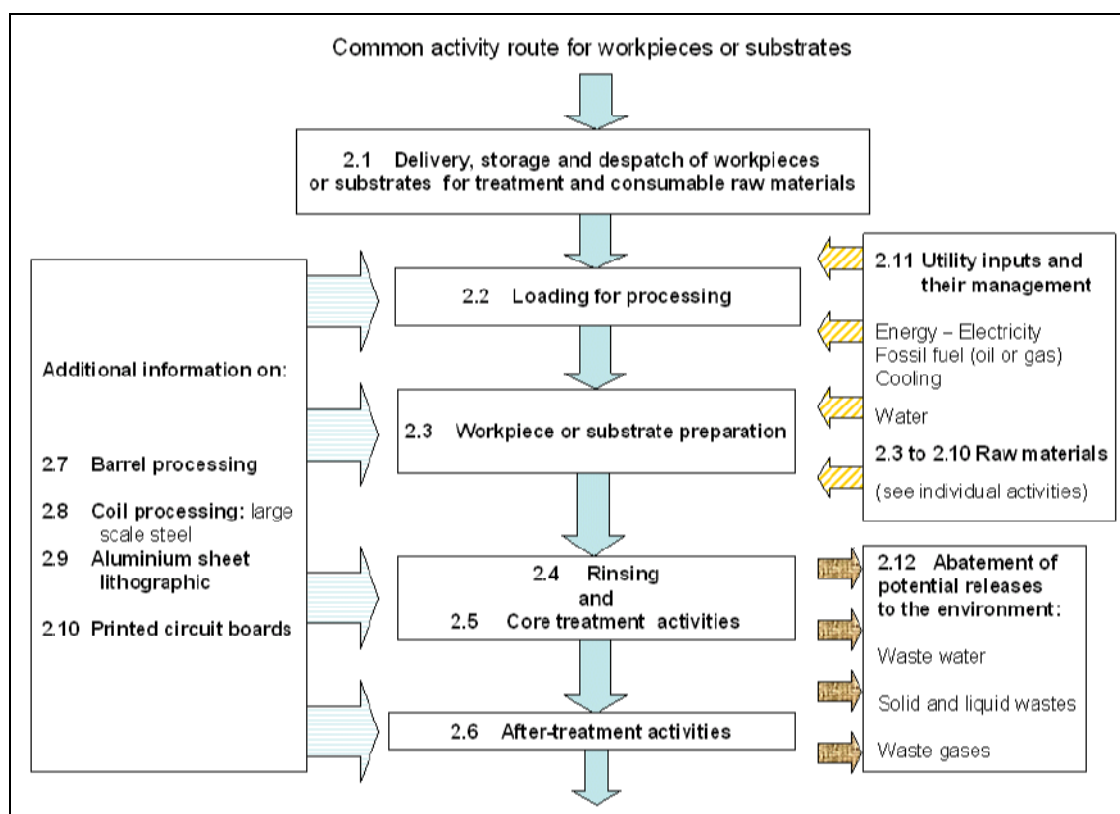 Common activity route for workpieces or substrates
2.1 Delivery, storage and despatch of workpieces
or substrates for treatment and consumable raw materials
2.2 Loading for processing
2.3 Workpiece or substrate preparation
2.4 Rinsing
and
2.5 Core treatment activities
2.6 After-treatment activities
Additional information on:
2.7 Barrel processing
2.8 Coil processing: large
scale steel
2.9 Aluminium sheet
lithographic
2.10 Printed circuit boards
2.11 Utility inputs and
their management
Energy – Electricity
Fossil fuel (oil or gas)
Cooling
Water
2.3 to 2.10 Raw materials
(see individual activities)
2.12 Abatement of
potential releases
to the environment:
Waste water
Solid and liquid wastes
Waste gases